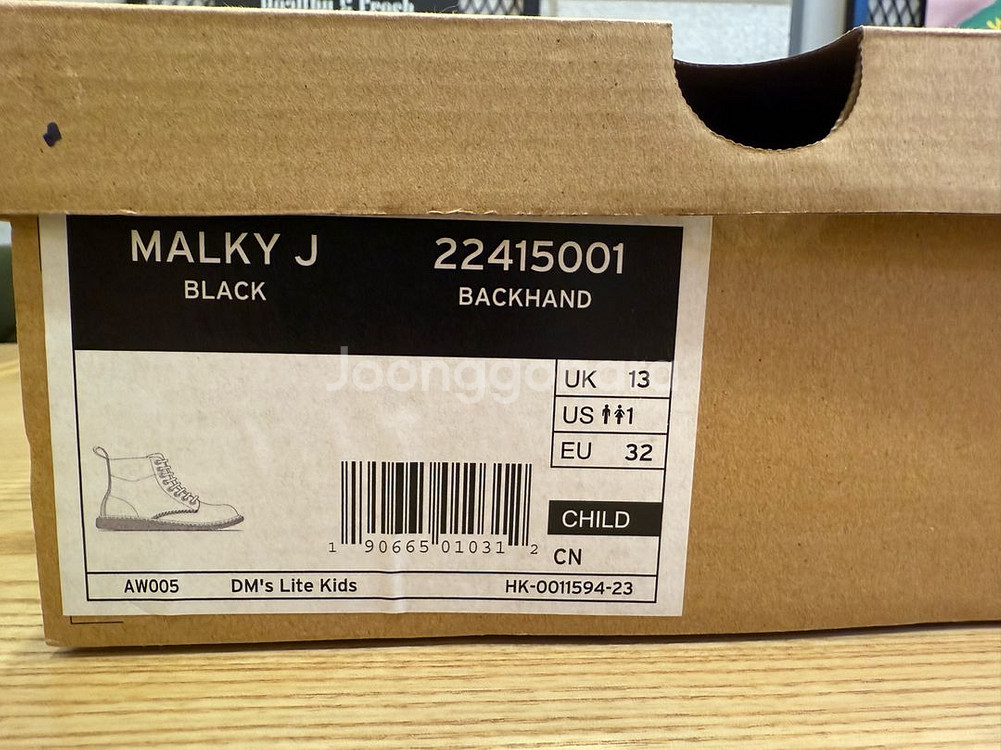 MALKY J 22415001
BLACK BACKHAND
UK 13
US 1
EU 32
CHILD
CN
1 90665 01031 2
AW005 DM's Lite Kids HK-0011594-23